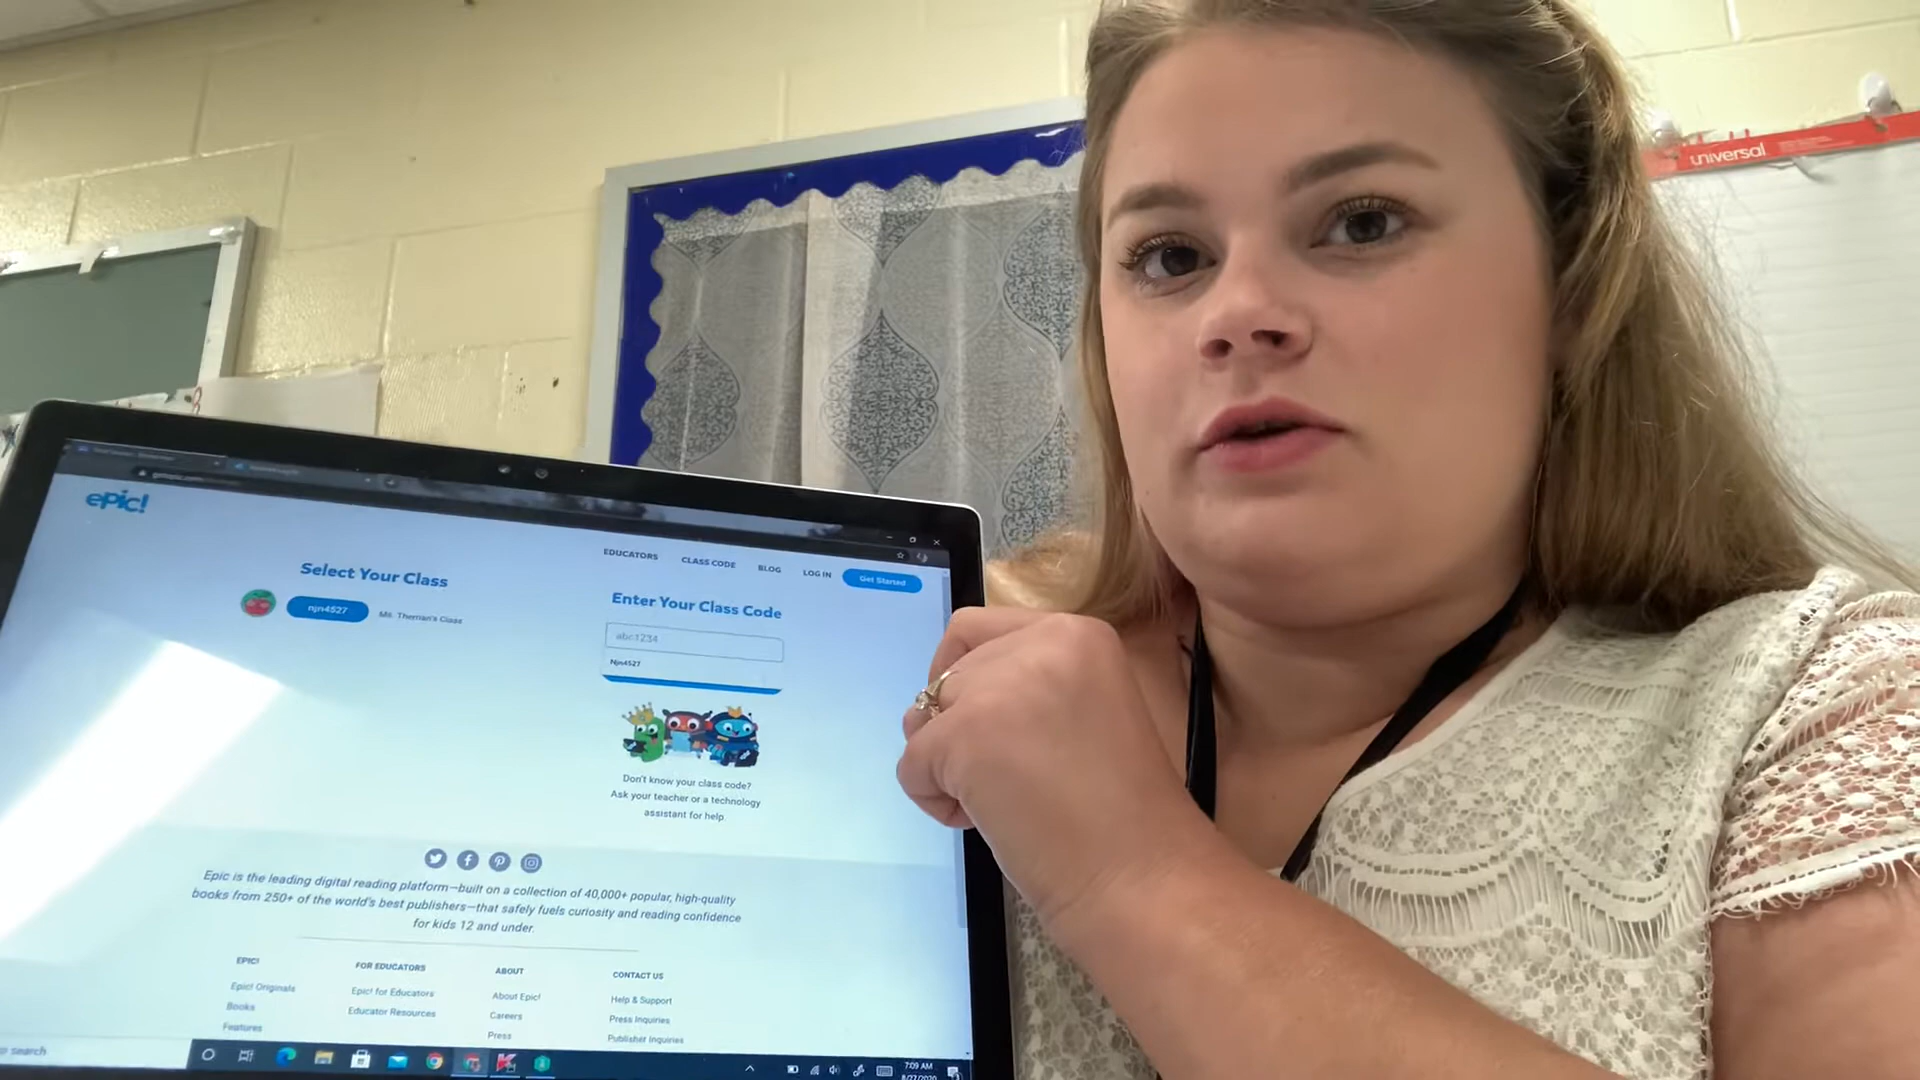 universal
epic!
EDUCATORS
CLASS CODE
BLOG
LOG IN
Get Started
Select Your Class
njn4527
Enter Your Class Code
abc1234
Njn4527
Don't know your class code?
Ask your teacher or a technology
assistant for help.
Epic is the leading digital reading platform—built on a collection of 40,000+ popular, high-quality
books from 250+ of the world's best publishers—that safely fuels curiosity and reading confidence
for kids 12 and under.
EPIC!
Epic! Originals
Books
Features
FOR EDUCATORS
Epic! for Educators
Educator Resources
ABOUT
About Epic!
Careers
Press
CONTACT US
Help & Support
Press Inquiries
Publisher Inquiries
search
7:09 AM
8/27/2020